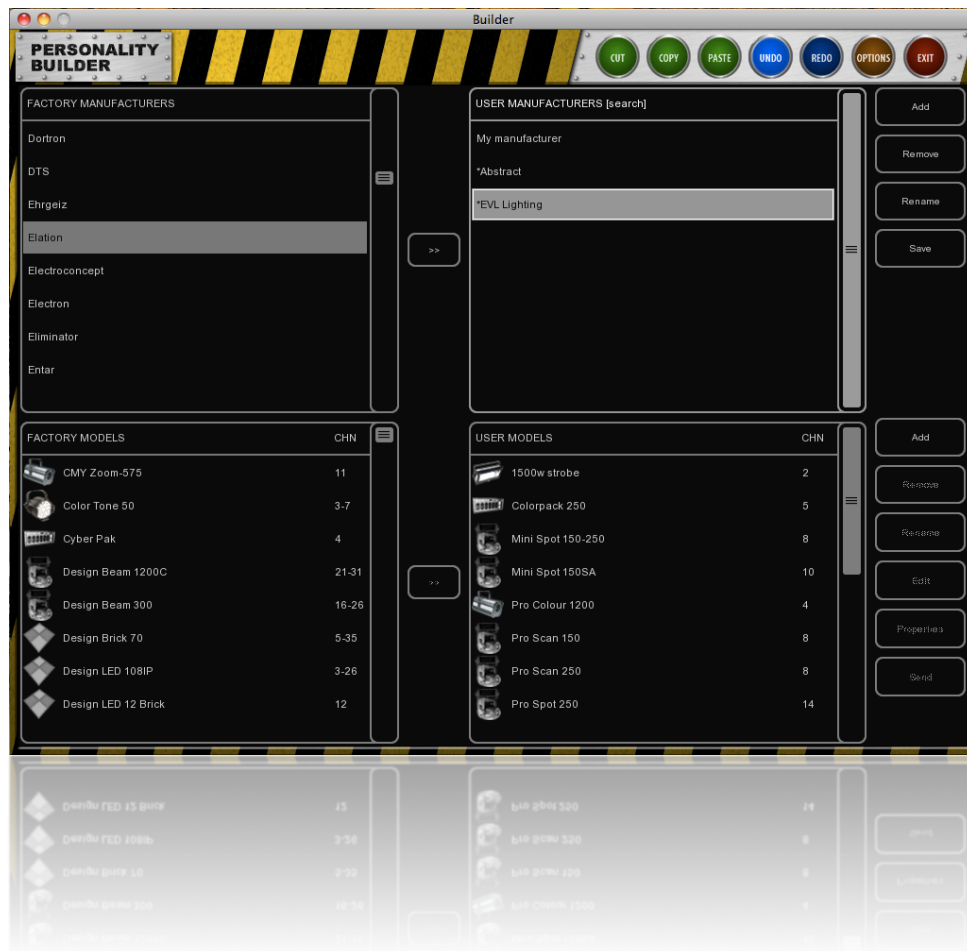 Builder
PERSONALITY
BUILDER
CUT COPY PASTE UNDO REDO OPTIONS EXIT
FACTORY MANUFACTURERS
Dortron
DTS
Ehrgeiz
Elation
Electroconcept
Electron
Eliminator
Entar
>>
USER MANUFACTURERS [search]
My manufacturer
*Abstract
*EVL Lighting
Add
Remove
Rename
Save
FACTORY MODELS CHN
CMY Zoom-575 11
Color Tone 50 3-7
Cyber Pak 4
Design Beam 1200C 21-31
Design Beam 300 16-26
Design Brick 70 5-35
Design LED 108IP 3-26
Design LED 12 Brick 12
>>
USER MODELS CHN
1500w strobe 2
Colorpack 250 5
Mini Spot 150-250 8
Mini Spot 150SA 10
Pro Colour 1200 4
Pro Scan 150 8
Pro Scan 250 8
Pro Spot 250 14
Add
Remove
Rename
Edit
Properties
Send